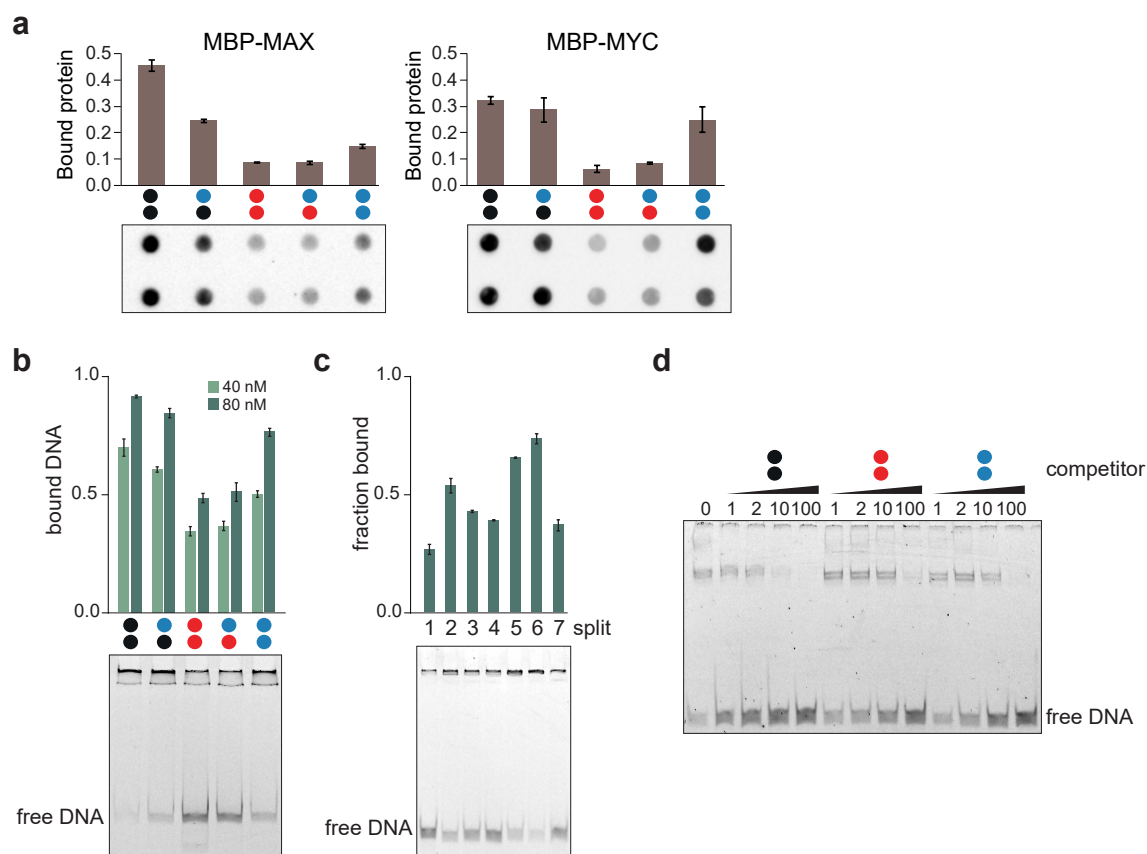 a
MBP-MAX
MBP-MYC
Bound protein
0.5
0.4
0.3
0.2
0.1
0.0
Bound protein
0.5
0.4
0.3
0.2
0.1
0.0
b
bound DNA
1.0
0.5
0.0
40 nM
80 nM
free DNA
c
fraction bound
1.0
0.5
0.0
1 2 3 4 5 6 7 split
free DNA
d
competitor
0 1 2 10 100 1 2 10 100 1 2 10 100
free DNA